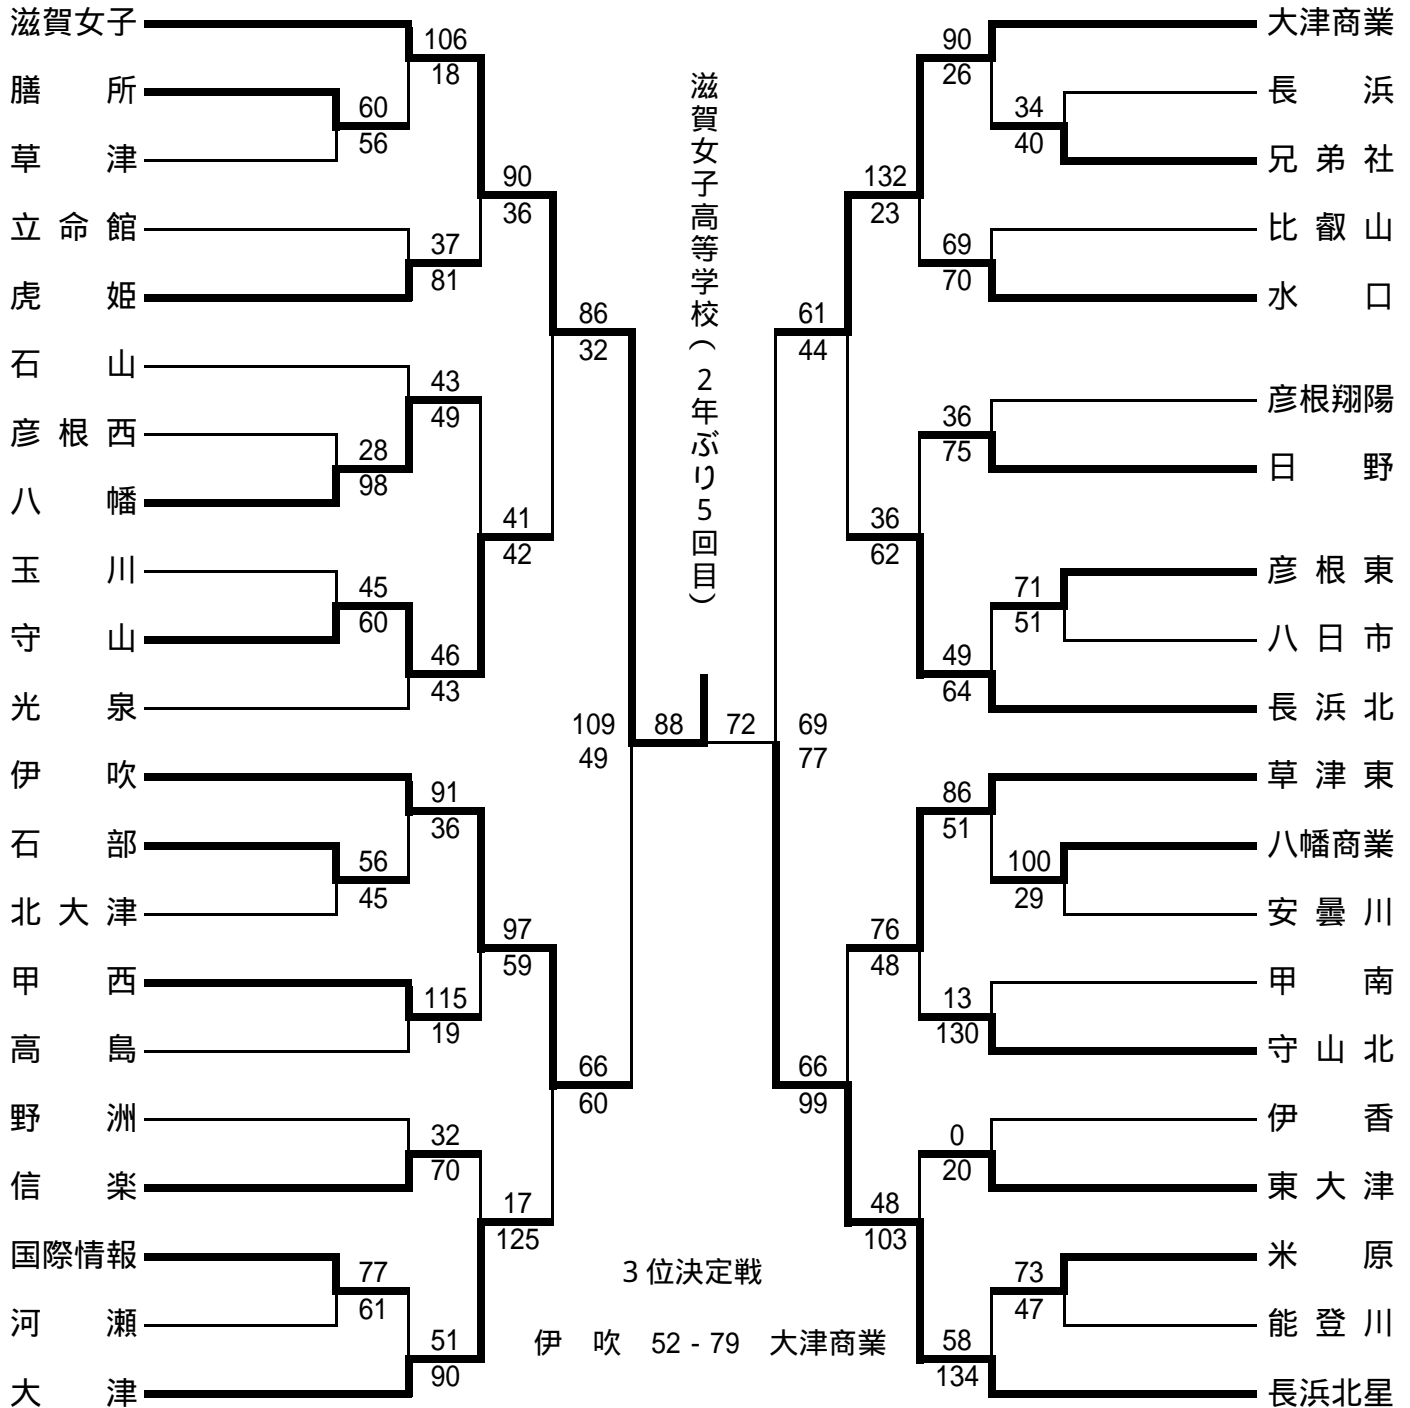 滋賀女子
膳所
草津
立命館
虎姫
石山
彦根西
八幡
玉川
守山
光泉
伊吹
石部
北大津
甲西
高島
野洲
信楽
国際情報
河瀬
大津
60
56
28
98
45
60
56
45
77
61
106
18
37
81
43
49
46
43
91
36
115
19
32
70
51
90
90
36
41
42
97
59
17
125
86
32
66
60
109
49
88
滋賀女子高等学校(2年ぶり5回目)
72
69
77
61
44
66
99
132
23
36
62
76
48
48
103
90
26
69
70
36
75
49
64
86
51
13
130
0
20
58
134
34
40
71
51
100
29
73
47
大津商業
長浜
兄弟社
比叡山
水口
彦根翔陽
日野
彦根東
八日市
長浜北
草津東
八幡商業
安曇川
甲南
守山北
伊香
東大津
米原
能登川
長浜北星
3位決定戦
伊吹 52 - 79 大津商業